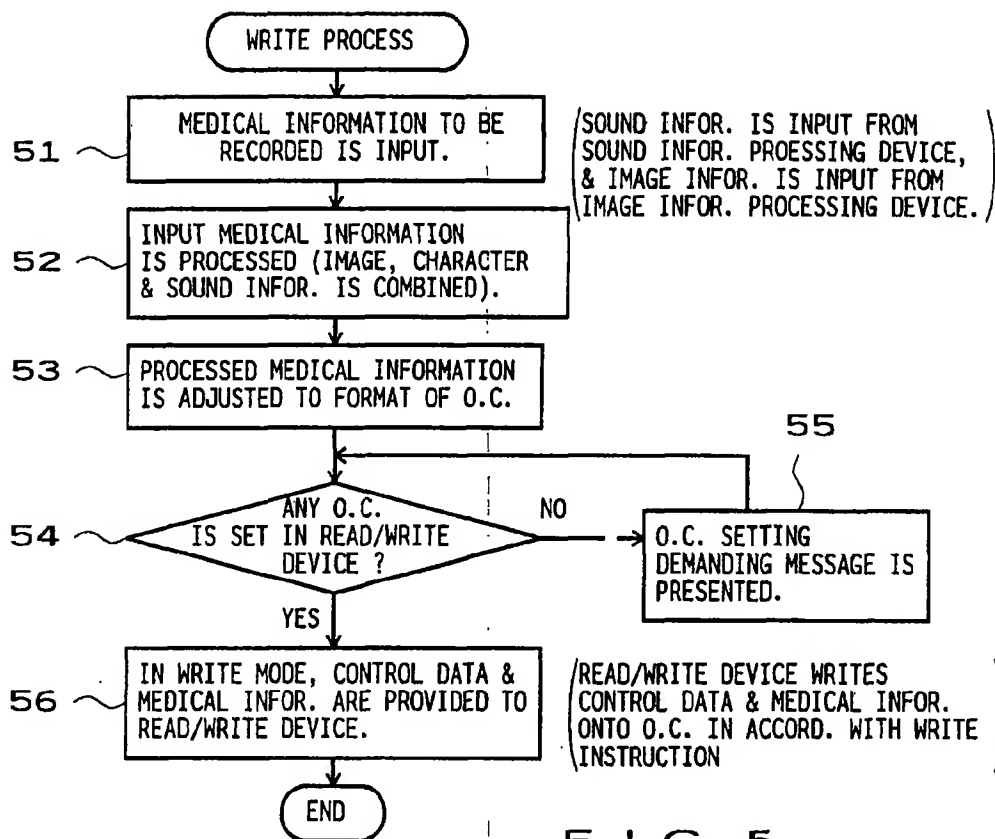 WRITE PROCESS
51
MEDICAL INFORMATION TO BE
RECORDED IS INPUT.
(SOUND INFOR. IS INPUT FROM
SOUND INFOR. PROESSING DEVICE,
& IMAGE INFOR. IS INPUT FROM
IMAGE INFOR. PROCESSING DEVICE.)
52
INPUT MEDICAL INFORMATION
IS PROCESSED (IMAGE, CHARACTER
& SOUND INFOR. IS COMBINED).
53
PROCESSED MEDICAL INFORMATION
IS ADJUSTED TO FORMAT OF O.C.
54
ANY O.C.
IS SET IN READ/WRITE
DEVICE ?
NO
55
O.C. SETTING
DEMANDING MESSAGE IS
PRESENTED.
YES
56
IN WRITE MODE, CONTROL DATA &
MEDICAL INFOR. ARE PROVIDED TO
READ/WRITE DEVICE.
(READ/WRITE DEVICE WRITES
CONTROL DATA & MEDICAL INFOR.
ONTO O.C. IN ACCORD. WITH WRITE
INSTRUCTION)
END
FIG. 5